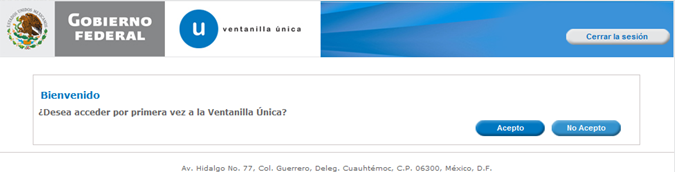 GOBIERNO
FEDERAL
u
ventanilla única
Cerrar la sesión
Bienvenido
¿Desea acceder por primera vez a la Ventanilla Única?
Acepto
No Acepto
Av. Hidalgo No. 77, Col. Guerrero, Deleg. Cuauhtémoc, C.P. 06300, México, D.F.